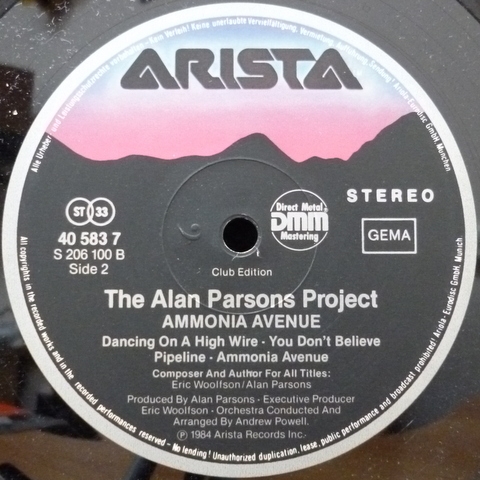 Alle Urheber- und Leistungsschutzrechte vorbehalten. Kein Verleih! Keine unerlaubte Vervielfältigung, Vermietung, Aufführung, Sendung! Ariola-Eurodisc GmbH, München
ARISTA
ST 33
40 583 7
S 206 100 B
Side 2
Direct Metal
DMM
Mastering
STEREO
GEMA
Club Edition
The Alan Parsons Project
AMMONIA AVENUE
Dancing On A High Wire · You Don't Believe
Pipeline · Ammonia Avenue
Composer And Author For All Titles:
Eric Woolfson/Alan Parsons
Produced By Alan Parsons · Executive Producer
Eric Woolfson · Orchestra Conducted And
Arranged By Andrew Powell.
Ⓟ 1984 Arista Records Inc.
All copyrights in the recorded works and in the recorded performances reserved – No lending! Unauthorized duplication, lease, public performance and broadcast prohibited! Ariola-Eurodisc GmbH, Munich